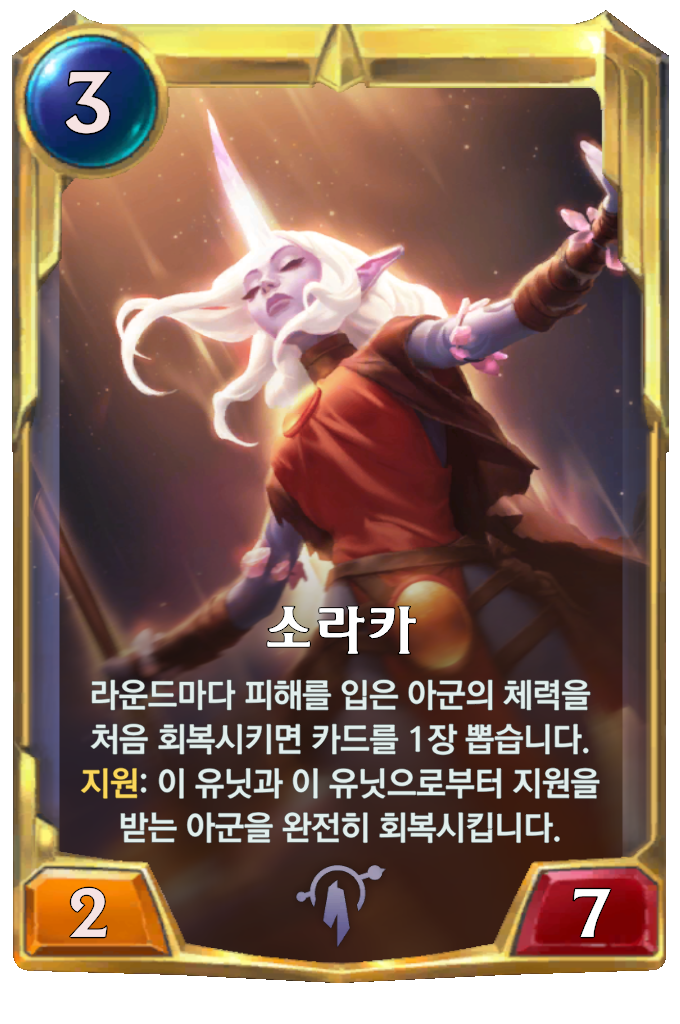 3
소라카
라운드마다 피해를 입은 아군의 체력을
처음 회복시키면 카드를 1장 뽑습니다.
지원: 이 유닛과 이 유닛으로부터 지원을
받는 아군을 완전히 회복시킵니다.
2
7